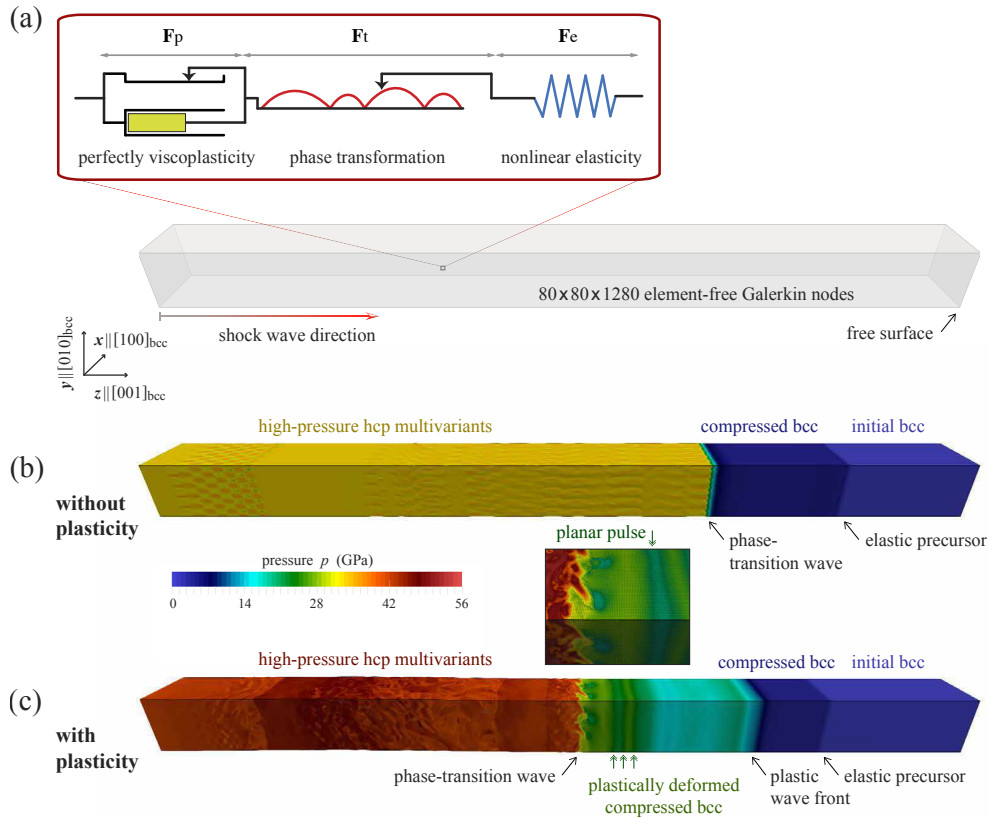 (a)
Fp Ft Fe
perfectly viscoplasticity phase transformation nonlinear elasticity
80x80x1280 element-free Galerkin nodes
shock wave direction
free surface
y||[010]bcc
x||[100]bcc
z||[001]bcc
high-pressure hcp multivariants compressed bcc initial bcc
(b)
without
plasticity
planar pulse
phase-
transition wave
elastic precursor
pressure p (GPa)
0 14 28 42 56
high-pressure hcp multivariants compressed bcc initial bcc
(c)
with
plasticity
phase-transition wave
plastically deformed
compressed bcc
plastic
wave front
elastic precursor